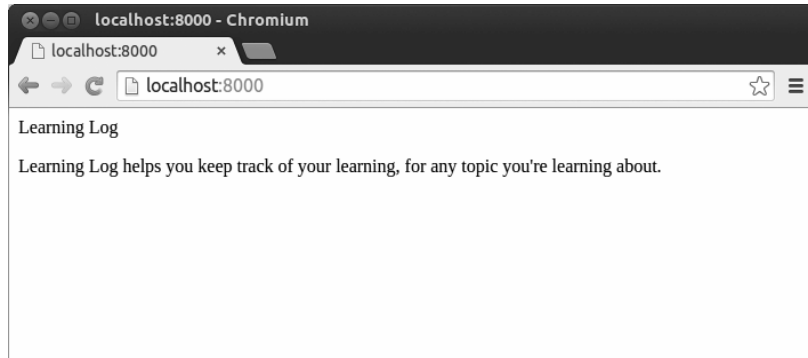 localhost:8000 - Chromium
localhost:8000
localhost:8000
Learning Log
Learning Log helps you keep track of your learning, for any topic you're learning about.